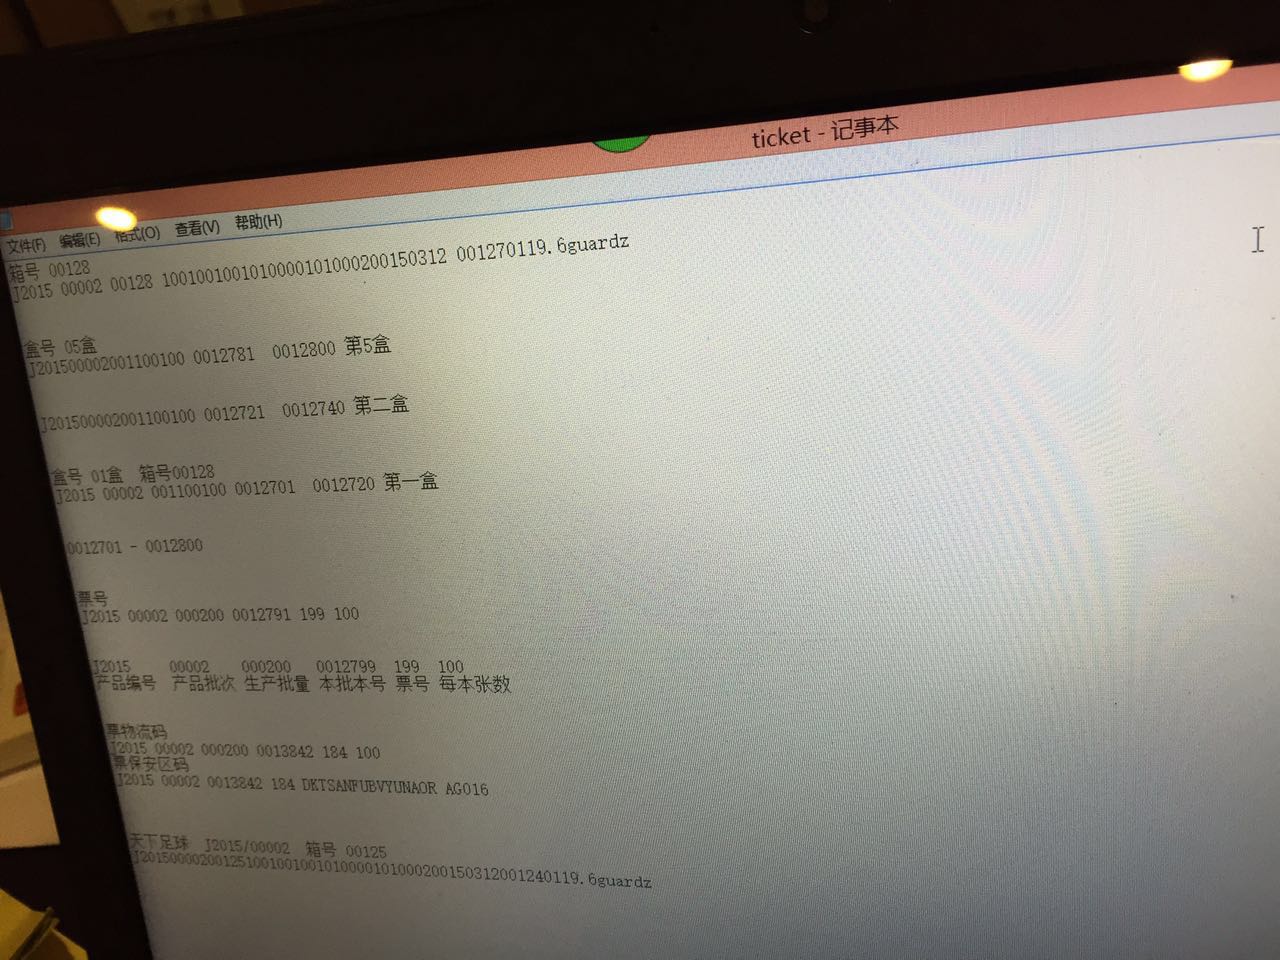 ticket - 记事本
文件(F) 编辑(E) 格式(O) 查看(V) 帮助(H)
箱号 00128
J2015 00002 00128 1001001001010000101000200150312 001270119.6guardz
盒号 05盒
J201500002001100100 0012781 0012800 第5盒
J201500002001100100 0012721 0012740 第二盒
盒号 01盒 箱号00128
J2015 00002 001100100 0012701 0012720 第一盒
0012701 - 0012800
票号
J2015 00002 000200 0012791 199 100
J2015 00002 000200 0012799 199 100
产品编号 产品批次 生产批量 本批本号 票号 每本张数
票物流码
J2015 00002 000200 0013842 184 100
票保安区码
J2015 00002 0013842 184 DKTSANFUBVYUNAOR AG016
天下足球 J2015/00002 箱号 00125
J2015000020012510010010010100001010002001503120012401​19.6guardz